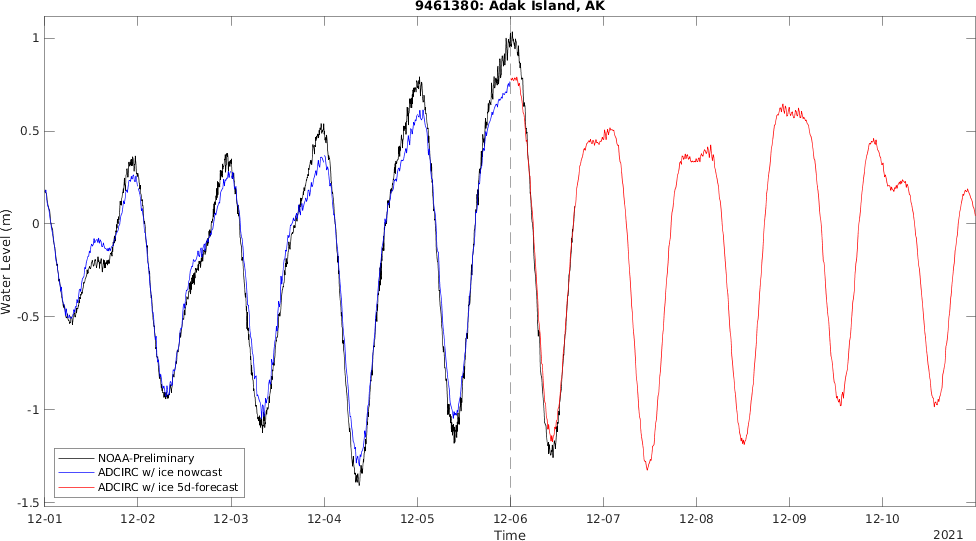 9461380: Adak Island, AK
Water Level (m)
1
0.5
0
-0.5
-1
-1.5
NOAA-Preliminary
ADCIRC w/ ice nowcast
ADCIRC w/ ice 5d-forecast
12-01 12-02 12-03 12-04 12-05 12-06 12-07 12-08 12-09 12-10
Time
2021